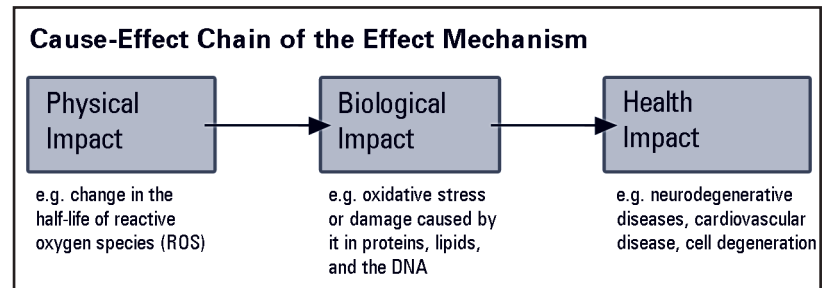 Cause-Effect Chain of the Effect Mechanism
Physical
Impact
e.g. change in the
half-life of reactive
oxygen species (ROS)
Biological
Impact
e.g. oxidative stress
or damage caused by
it in proteins, lipids,
and the DNA
Health
Impact
e.g. neurodegenerative
diseases, cardiovascular
disease, cell degeneration